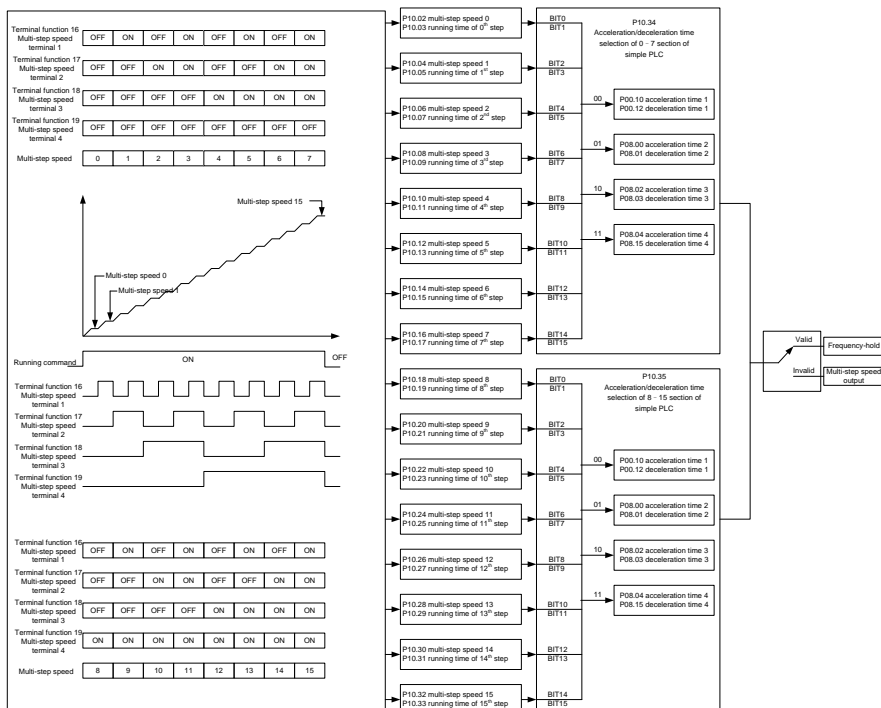 Terminal function 16
Multi-step speed
terminal 1
OFF ON OFF ON OFF ON OFF ON
Terminal function 17
Multi-step speed
terminal 2
OFF OFF ON ON OFF OFF ON ON
Terminal function 18
Multi-step speed
terminal 3
OFF OFF OFF OFF ON ON ON ON
Terminal function 19
Multi-step speed
terminal 4
OFF OFF OFF OFF OFF OFF OFF OFF
Multi-step speed
0 1 2 3 4 5 6 7
Multi-step speed 15
Multi-step speed 0
Multi-step speed 1
Running command
ON
OFF
Terminal function 16
Multi-step speed
terminal 1
Terminal function 17
Multi-step speed
terminal 2
Terminal function 18
Multi-step speed
terminal 3
Terminal function 19
Multi-step speed
terminal 4
Terminal function 16
Multi-step speed
terminal 1
OFF ON OFF ON OFF ON OFF ON
Terminal function 17
Multi-step speed
terminal 2
OFF OFF ON ON OFF OFF ON ON
Terminal function 18
Multi-step speed
terminal 3
OFF OFF OFF OFF ON ON ON ON
Terminal function 19
Multi-step speed
terminal 4
ON ON ON ON ON ON ON ON
Multi-step speed
8 9 10 11 12 13 14 15
P10.02 multi-step speed 0
P10.03 running time of 0th step
P10.04 multi-step speed 1
P10.05 running time of 1st step
P10.06 multi-step speed 2
P10.07 running time of 2nd step
P10.08 multi-step speed 3
P10.09 running time of 3rd step
P10.10 multi-step speed 4
P10.11 running time of 4th step
P10.12 multi-step speed 5
P10.13 running time of 5th step
P10.14 multi-step speed 6
P10.15 running time of 6th step
P10.16 multi-step speed 7
P10.17 running time of 7th step
P10.18 multi-step speed 8
P10.19 running time of 8th step
P10.20 multi-step speed 9
P10.21 running time of 9th step
P10.22 multi-step speed 10
P10.23 running time of 10th step
P10.24 multi-step speed 11
P10.25 running time of 11th step
P10.26 multi-step speed 12
P10.27 running time of 12th step
P10.28 multi-step speed 13
P10.29 running time of 13th step
P10.30 multi-step speed 14
P10.31 running time of 14th step
P10.32 multi-step speed 15
P10.33 running time of 15th step
BIT0
BIT1
BIT2
BIT3
BIT4
BIT5
BIT6
BIT7
BIT8
BIT9
BIT10
BIT11
BIT12
BIT13
BIT14
BIT15
P10.34
Acceleration/deceleration time
selection of 0 - 7 section of
simple PLC
00
P00.10 acceleration time 1
P00.12 deceleration time 1
01
P08.00 acceleration time 2
P08.01 deceleration time 2
10
P08.02 acceleration time 3
P08.03 deceleration time 3
11
P08.04 acceleration time 4
P08.15 deceleration time 4
BIT0
BIT1
BIT2
BIT3
BIT4
BIT5
BIT6
BIT7
BIT8
BIT9
BIT10
BIT11
BIT12
BIT13
BIT14
BIT15
P10.35
Acceleration/deceleration time
selection of 8 - 15 section of
simple PLC
00
P00.10 acceleration time 1
P00.12 deceleration time 1
01
P08.00 acceleration time 2
P08.01 deceleration time 2
10
P08.02 acceleration time 3
P08.03 deceleration time 3
11
P08.04 acceleration time 4
P08.15 deceleration time 4
Valid
Frequency-hold
Invalid
Multi-step speed
output